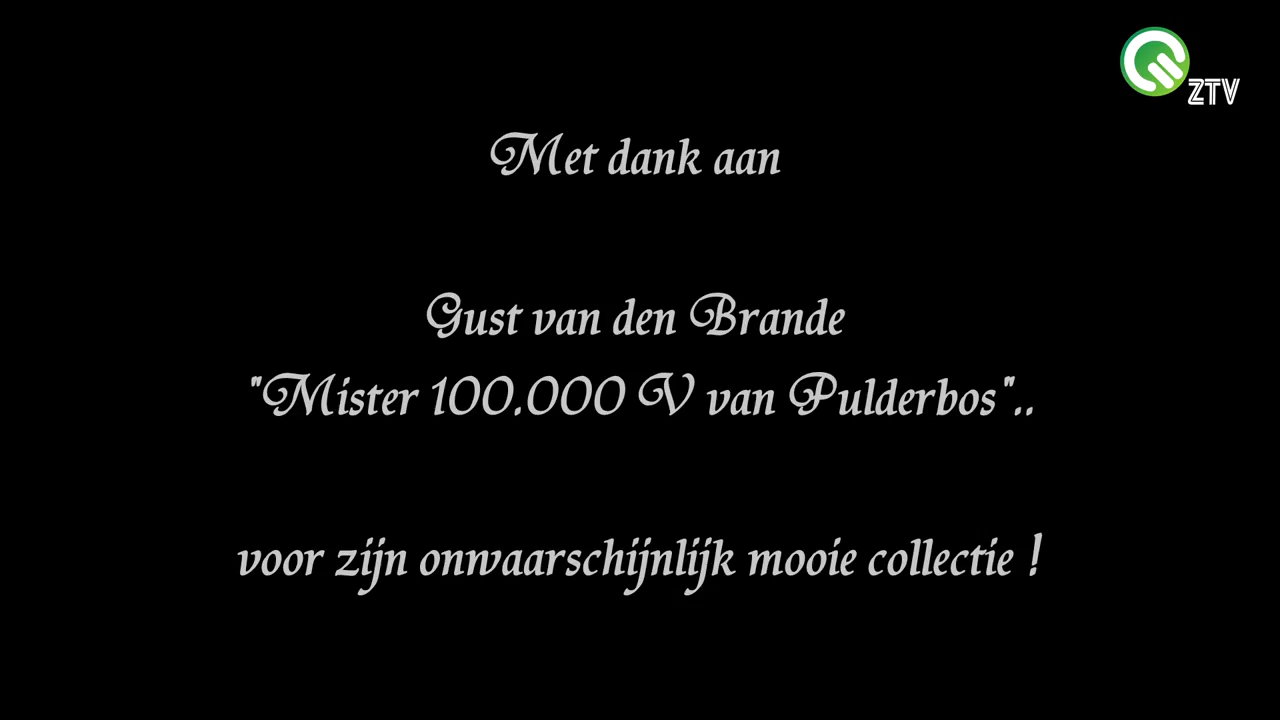 ZTV
Met dank aan
Gust van den Brande
"Mister 100.000 V van Pulderbos"..
voor zijn onwaarschijnlijk mooie collectie !